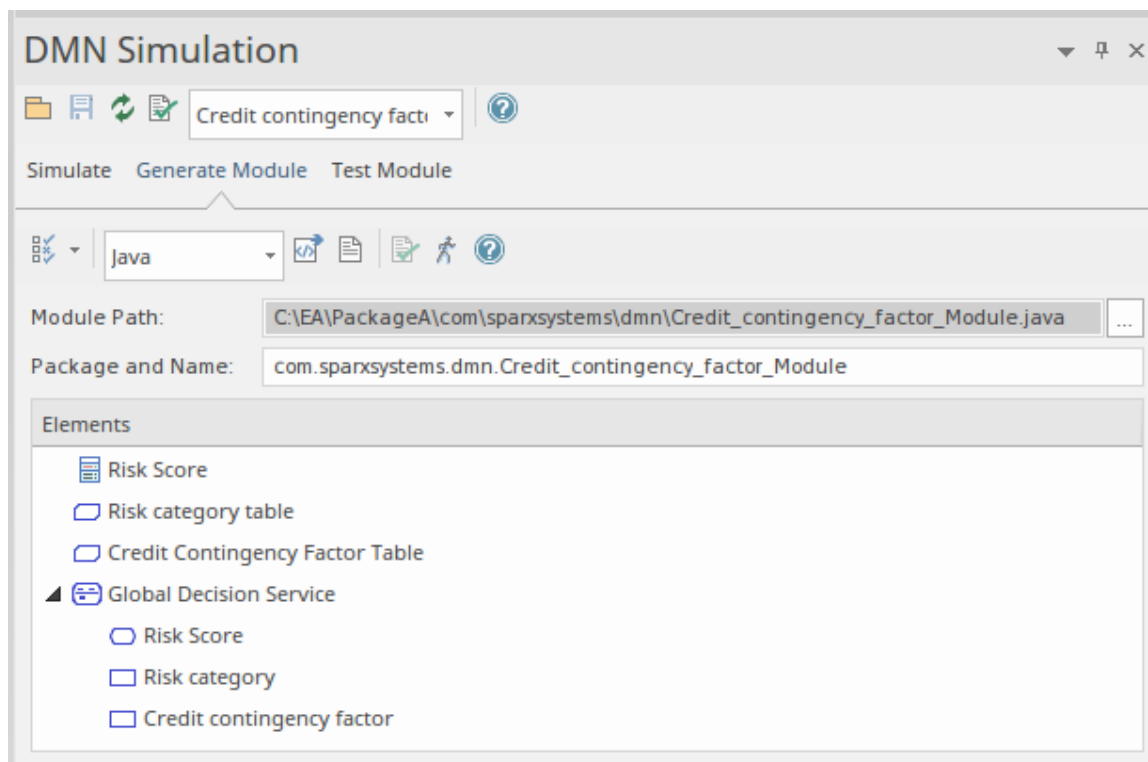 DMN Simulation
Credit contingency facto
Simulate Generate Module Test Module
Java
Module Path: C:\EA\PackageA\com\sparxsystems\dmn\Credit_contingency_factor_Module.java ...
Package and Name: com.sparxsystems.dmn.Credit_contingency_factor_Module
Elements
Risk Score
Risk category table
Credit Contingency Factor Table
Global Decision Service
Risk Score
Risk category
Credit contingency factor